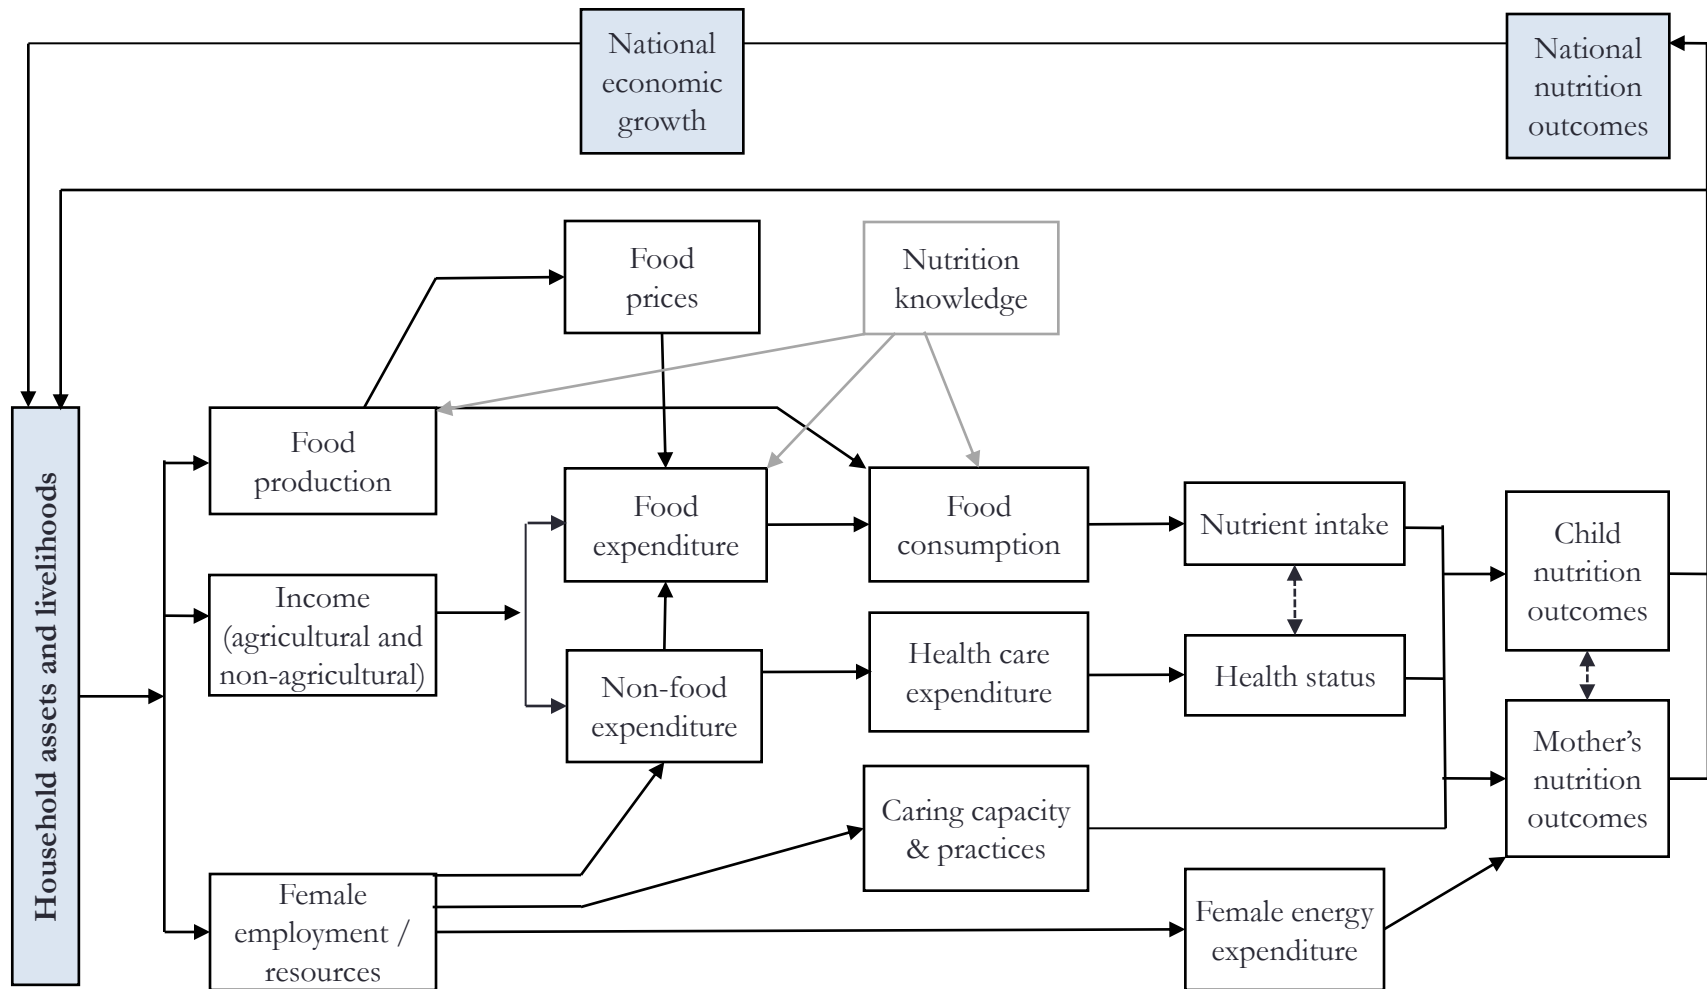 National
economic
growth
National
nutrition
outcomes
Food
prices
Nutrition
knowledge
Household assets and livelihoods
Food
production
Food
expenditure
Food
consumption
Nutrient intake
Child
nutrition
outcomes
Income
(agricultural and
non-agricultural)
Non-food
expenditure
Health care
expenditure
Health status
Mother’s
nutrition
outcomes
Caring capacity
& practices
Female
employment /
resources
Female energy
expenditure